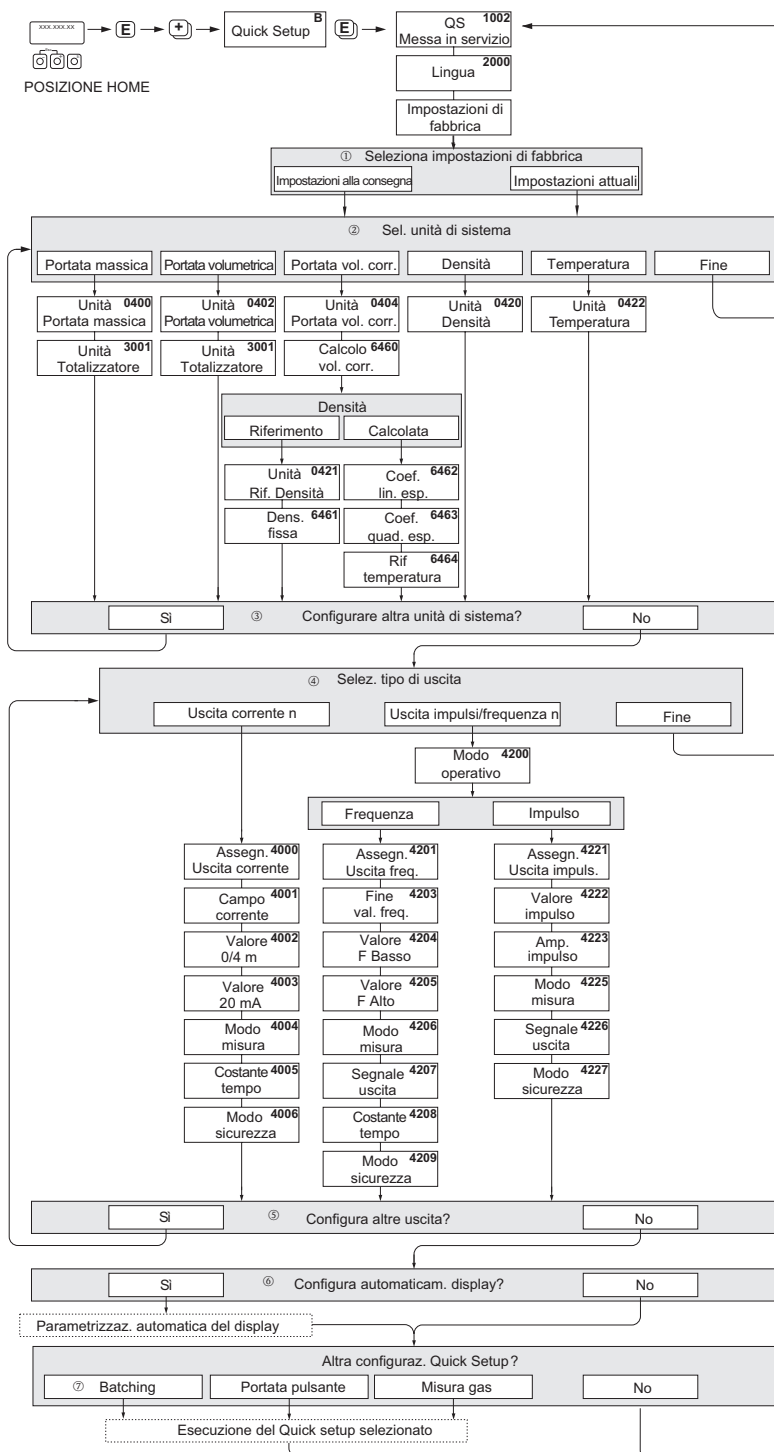 xxx.xxx.xx
Esc
- + E
E
+
B
Quick Setup
E
1002
QS
Messa in servizio
POSIZIONE HOME
2000
Lingua
Impostazioni di
fabbrica
① Seleziona impostazioni di fabbrica
Impostazioni alla consegna
Impostazioni attuali
② Sel. unità di sistema
Portata massica
Portata volumetrica
Portata vol. corr.
Densità
Temperatura
Fine
Unità 0400
Portata massica
Unità 0402
Portata volumetrica
Unità 0404
Portata vol. corr.
Unità 0420
Densità
Unità 0422
Temperatura
Unità 3001
Totalizzatore
Unità 3001
Totalizzatore
Calcolo 6460
vol. corr.
Densità
Riferimento
Calcolata
Unità 0421
Rif. Densità
Coef. 6462
lin. esp.
Dens. 6461
fissa
Coef. 6463
quad. esp.
Rif 6464
temperatura
Sì
③ Configurare altra unità di sistema?
No
④ Selez. tipo di uscita
Uscita corrente n
Uscita impulsi/frequenza n
Fine
Modo 4200
operativo
Frequenza
Impulso
Assegn. 4000
Uscita corrente
Assegn. 4201
Uscita freq.
Assegn. 4221
Uscita impuls.
Campo 4001
corrente
Fine 4203
val. freq.
Valore 4222
impulso
Valore 4002
0/4 m
Valore 4204
F Basso
Amp. 4223
impulso
Valore 4003
20 mA
Valore 4205
F Alto
Modo 4225
misura
Modo 4004
misura
Modo 4206
misura
Segnale 4226
uscita
Costante 4005
tempo
Segnale 4207
uscita
Modo 4227
sicurezza
Modo 4006
sicurezza
Costante 4208
tempo
Modo 4209
sicurezza
Sì
⑤ Configura altre uscita?
No
Sì
⑥ Configura automaticam. display?
No
Parametrizzaz. automatica del display
Altra configuraz. Quick Setup?
⑦ Batching
Portata pulsante
Misura gas
No
Esecuzione del Quick setup selezionato